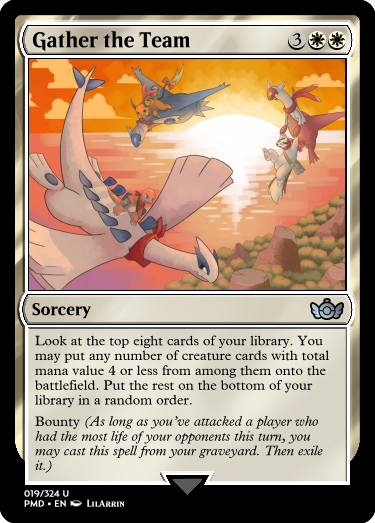 Gather the Team 3
Sorcery
Look at the top eight cards of your library. You
may put any number of creature cards with total
mana value 4 or less from among them onto the
battlefield. Put the rest on the bottom of your
library in a random order.
Bounty (As long as you've attacked a player who
had the most life of your opponents this turn, you
may cast this spell from your graveyard. Then exile
it.)
019/324 U
PMD • EN LilArrin